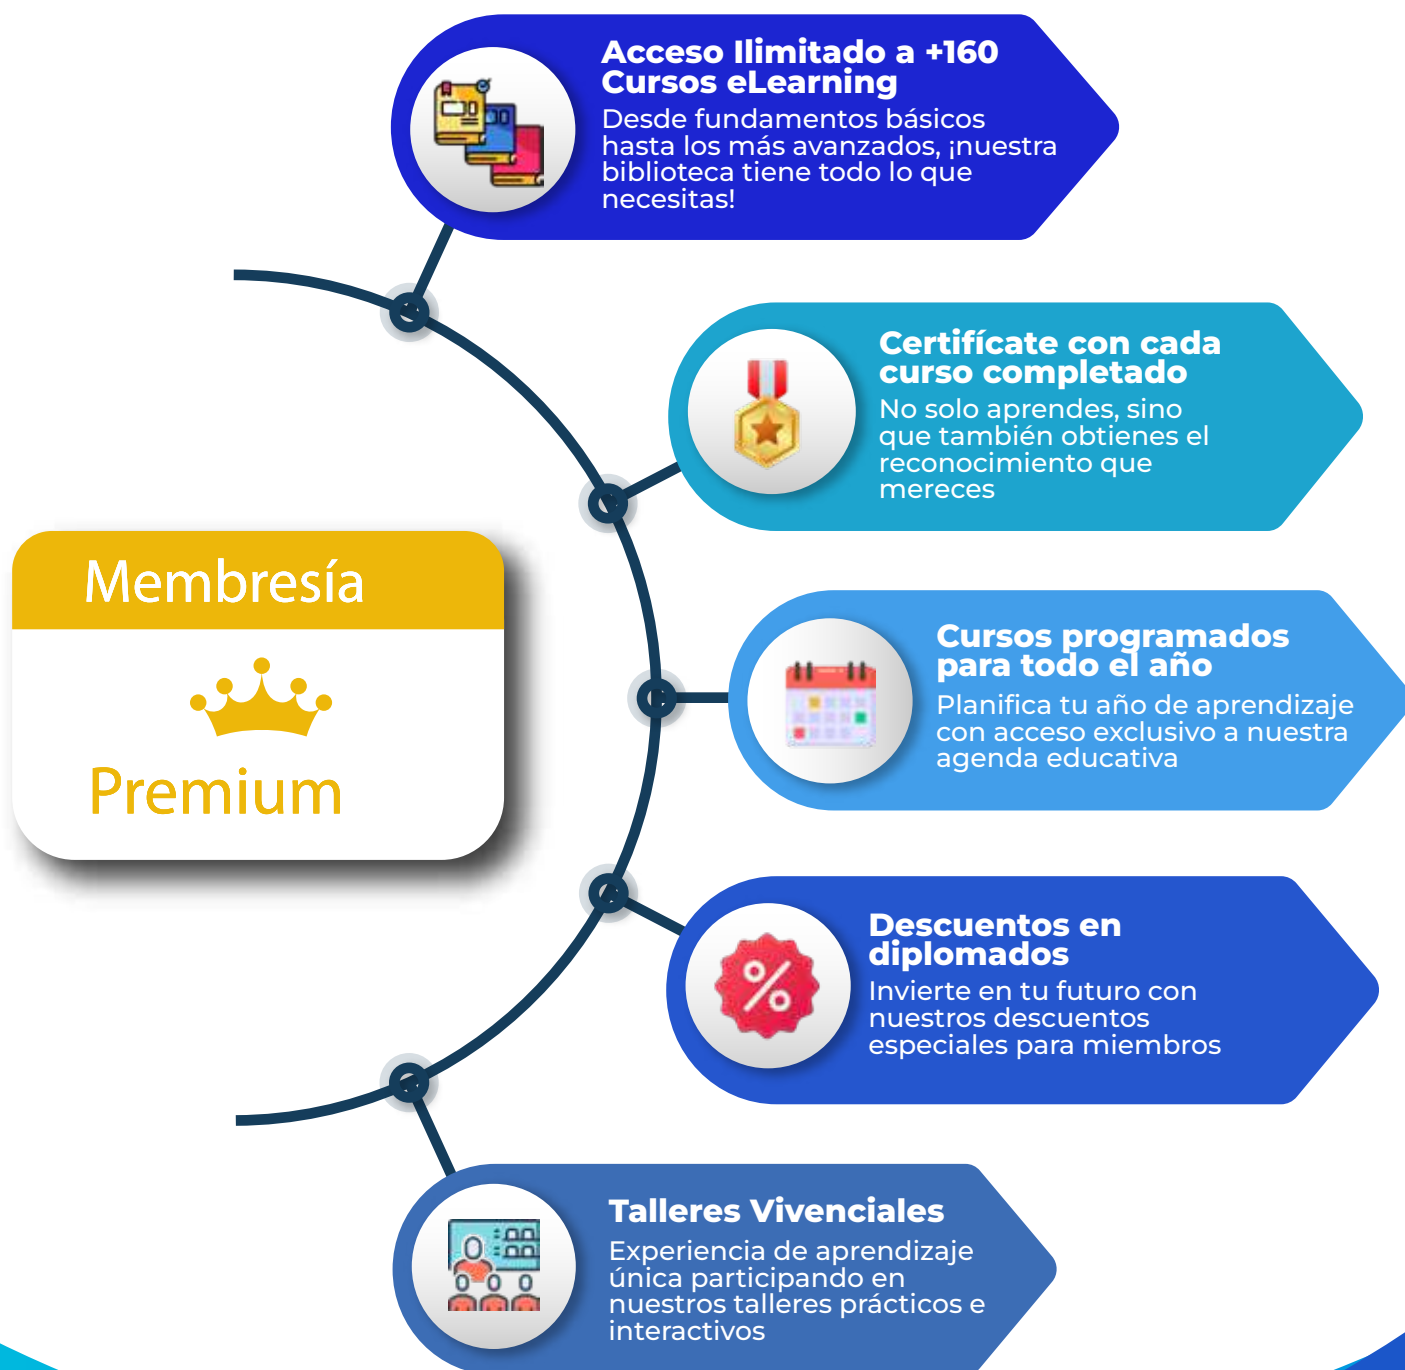 Acceso Ilimitado a +160
Cursos eLearning
Desde fundamentos básicos
hasta los más avanzados, ¡nuestra
biblioteca tiene todo lo que
necesitas!
Certifícate con cada
curso completado
No solo aprendes, sino
que también obtienes el
reconocimiento que
mereces
Membresía
Premium
Cursos programados
para todo el año
Planifica tu año de aprendizaje
con acceso exclusivo a nuestra
agenda educativa
Descuentos en
diplomados
Invierte en tu futuro con
nuestros descuentos
especiales para miembros
Talleres Vivenciales
Experiencia de aprendizaje
única participando en
nuestros talleres prácticos e
interactivos